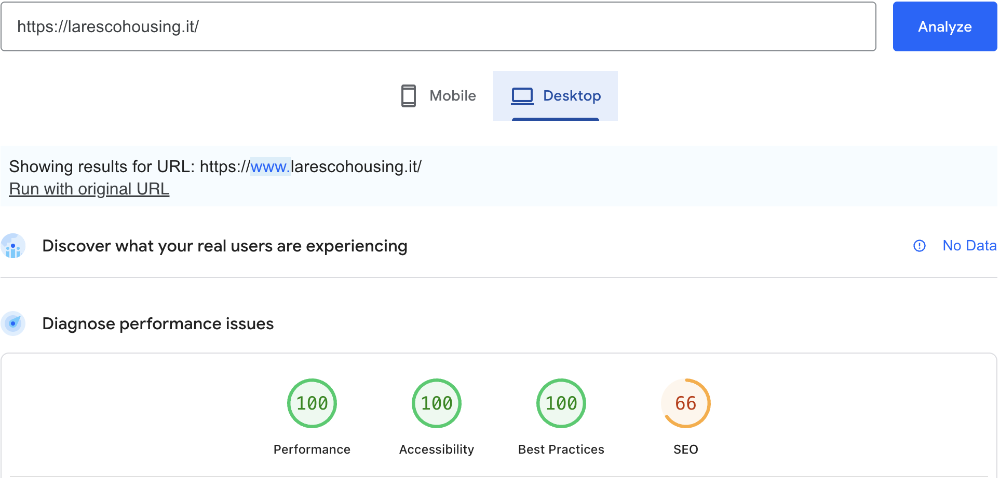 https://larescohousing.it/
Analyze
Mobile
Desktop
Showing results for URL: https://www.larescohousing.it/
Run with original URL
Discover what your real users are experiencing
No Data
Diagnose performance issues
100
100
100
66
Performance
Accessibility
Best Practices
SEO